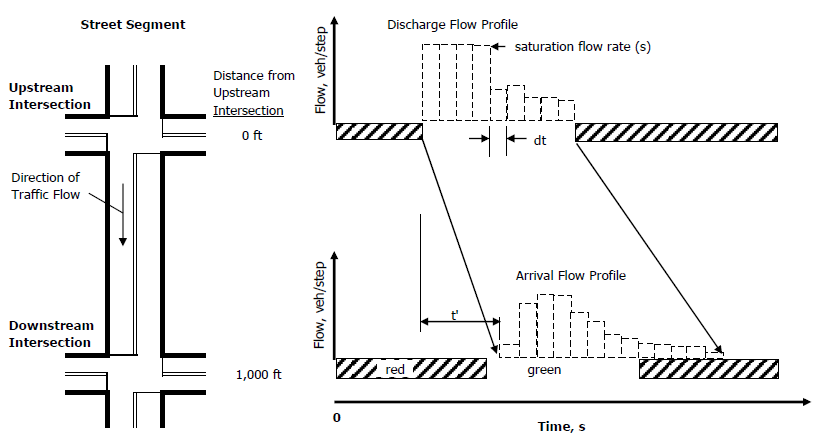 Street Segment
Upstream
Intersection
Distance from
Upstream
Intersection
0 ft
Direction of
Traffic Flow
Downstream
Intersection
1,000 ft
Discharge Flow Profile
Flow, veh/step
saturation flow rate (s)
dt
Arrival Flow Profile
Flow, veh/step
t'
red
green
0
Time, s